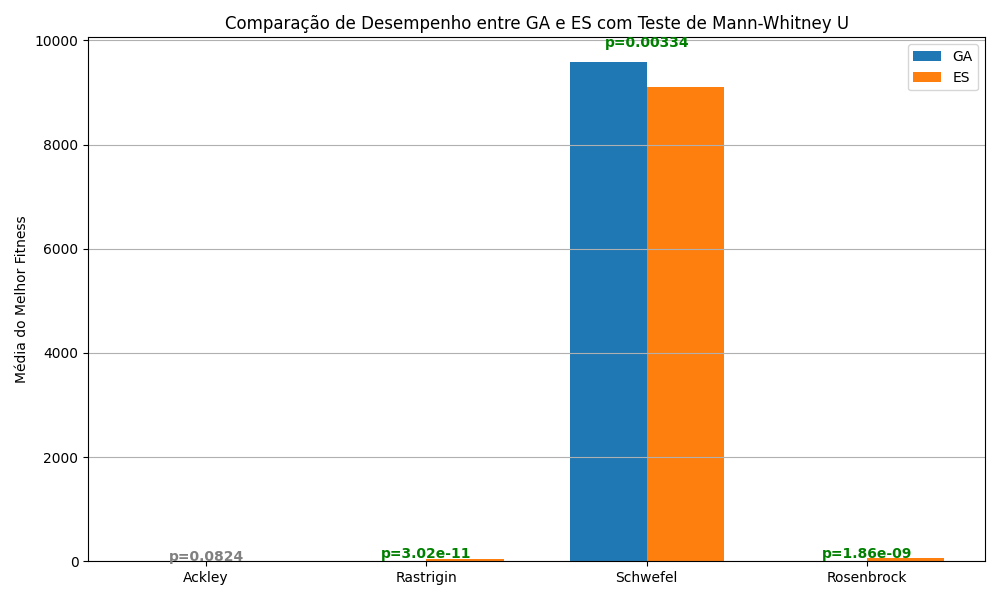 Comparação de Desempenho entre GA e ES com Teste de Mann-Whitney U
10000
p=0.00334
GA
ES
8000
6000
Média do Melhor Fitness
4000
2000
p=0.0824
p=3.02e-11
p=1.86e-09
0
Ackley
Rastrigin
Schwefel
Rosenbrock